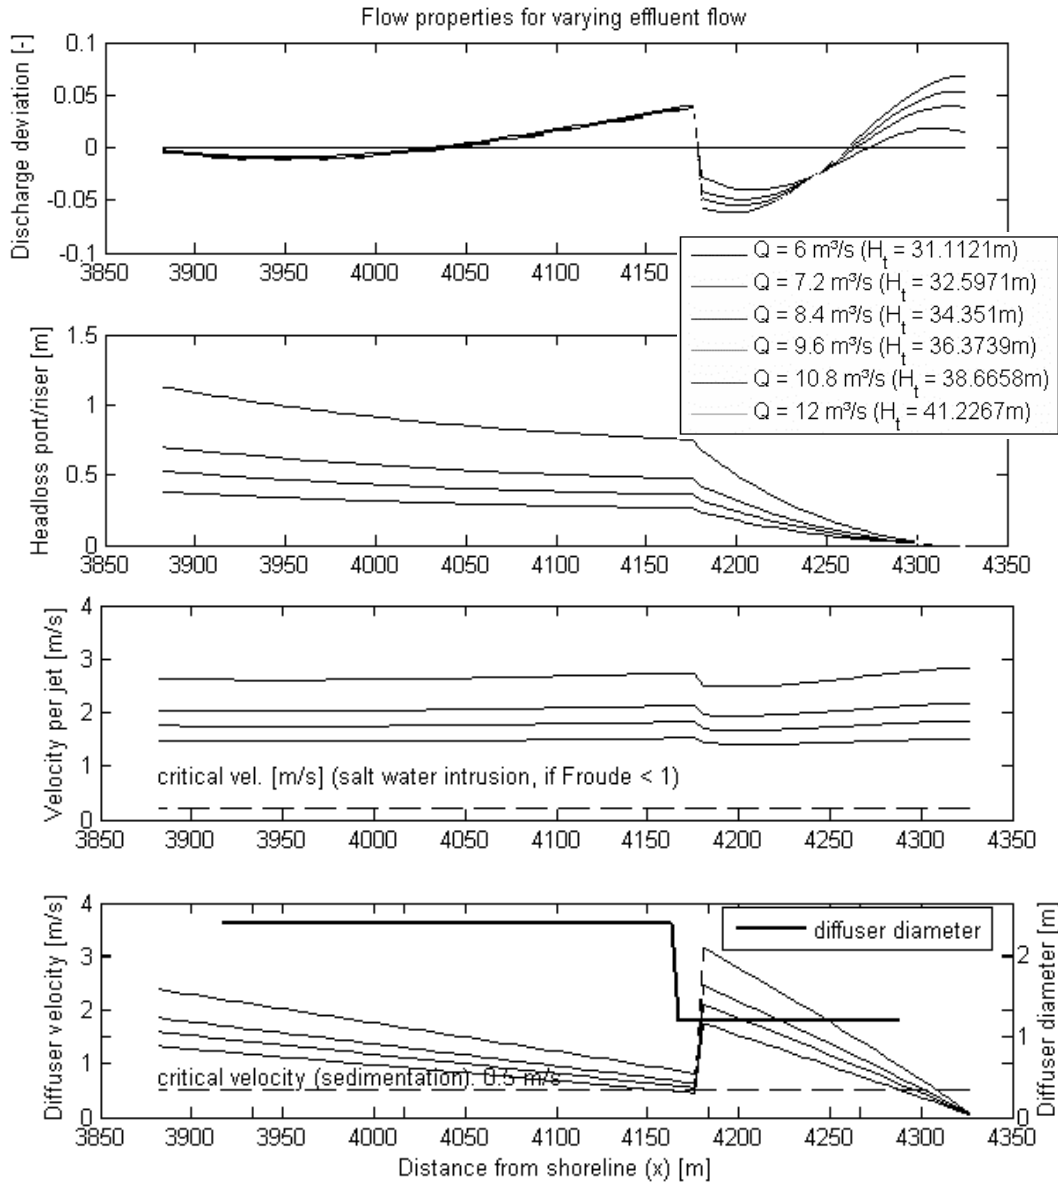 Flow properties for varying effluent flow
Discharge deviation [-]
0.1
0.05
0
-0.05
-0.1
3850 3900 3950 4000 4050 4100 4150
Q = 6 m³/s (H_t = 31.1121m)
Q = 7.2 m³/s (H_t = 32.5971m)
Q = 8.4 m³/s (H_t = 34.351m)
Q = 9.6 m³/s (H_t = 36.3739m)
Q = 10.8 m³/s (H_t = 38.6658m)
Q = 12 m³/s (H_t = 41.2267m)
Headloss port/riser [m]
1.5
1
0.5
0
3850 3900 3950 4000 4050 4100 4150 4200 4250 4300 4350
Velocity per jet [m/s]
4
3
2
1
0
critical vel. [m/s] (salt water intrusion, if Froude < 1)
3850 3900 3950 4000 4050 4100 4150 4200 4250 4300 4350
Diffuser velocity [m/s]
4
3
2
1
0
diffuser diameter
critical velocity (sedimentation): 0.5 m/s
2
1
0
Diffuser diameter [m]
3850 3900 3950 4000 4050 4100 4150 4200 4250 4300 4350
Distance from shoreline (x) [m]